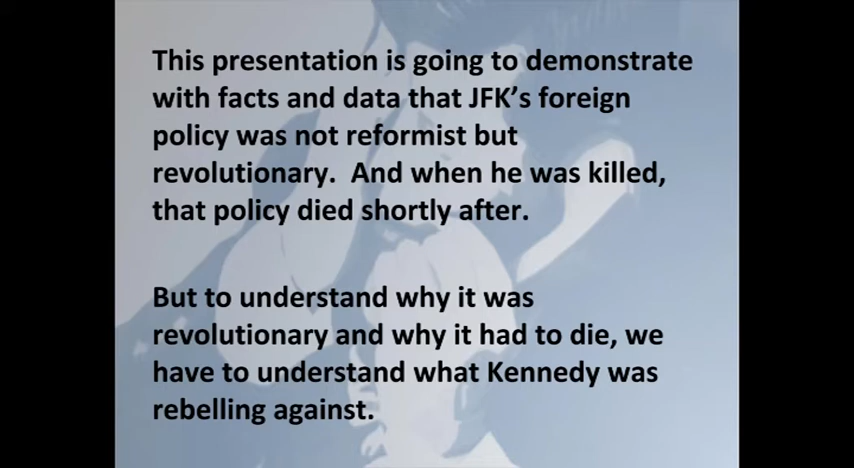 This presentation is going to demonstrate
with facts and data that JFK's foreign
policy was not reformist but
revolutionary.  And when he was killed,
that policy died shortly after.
But to understand why it was
revolutionary and why it had to die, we
have to understand what Kennedy was
rebelling against.